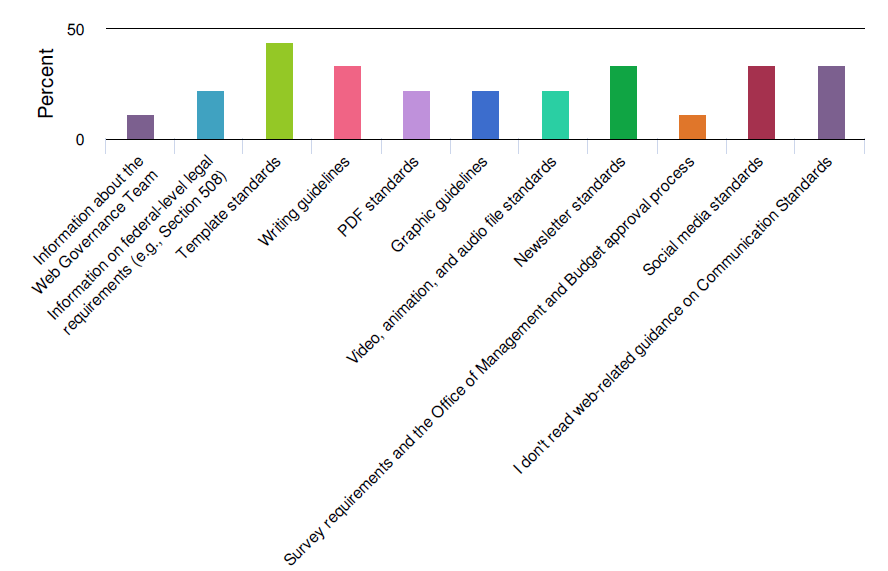 50
Percent
0
Information about the
Web Governance Team
Information on federal-level legal
requirements (e.g., Section 508)
Template standards
Writing guidelines
PDF standards
Graphic guidelines
Video, animation, and audio file standards
Newsletter standards
Survey requirements and the Office of Management and Budget approval process
Social media standards
I don't read web-related guidance on Communication Standards